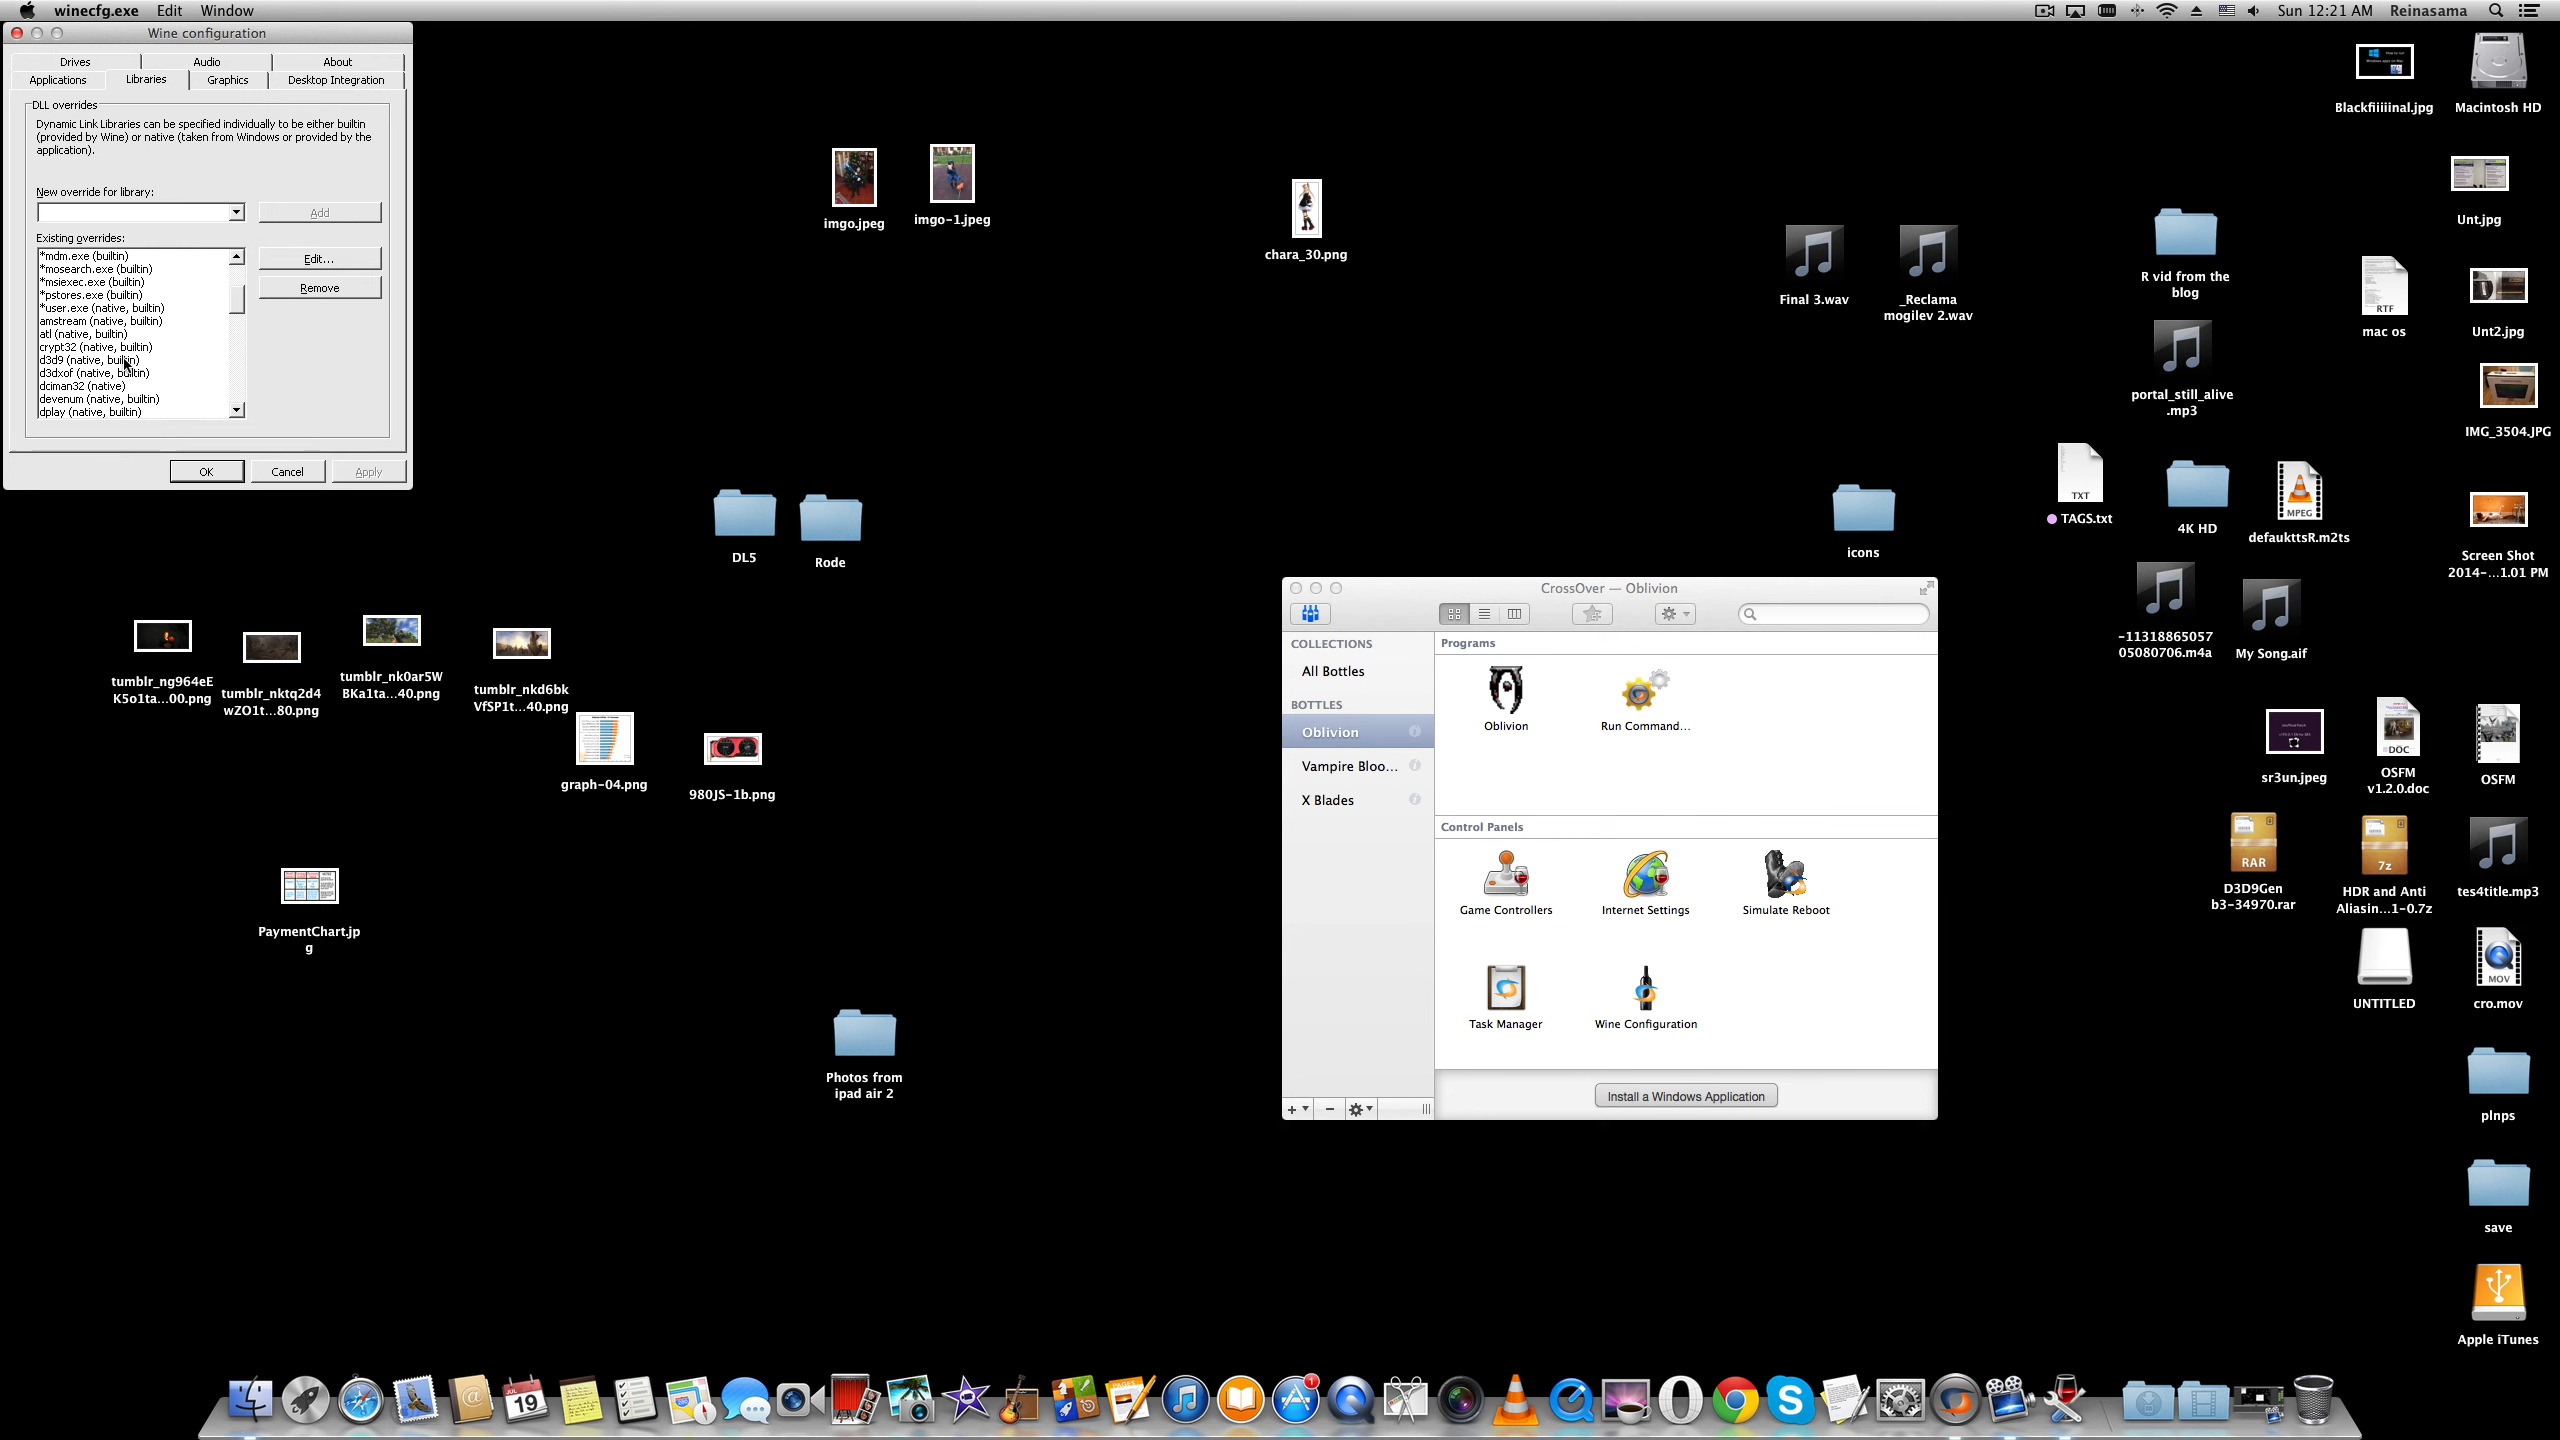 winecfg.exe Edit Window
Sun 12:21 AM Reinasama
Wine configuration
Drives Audio About
Applications Libraries Graphics Desktop Integration
DLL overrides
Dynamic Link Libraries can be specified individually to be either builtin
(provided by Wine) or native (taken from Windows or provided by the
application).
New override for library:
Add
Existing overrides:
*mdm.exe (builtin)
*mosearch.exe (builtin)
*msiexec.exe (builtin)
*pstores.exe (builtin)
*user.exe (native, builtin)
amstream (native, builtin)
atl (native, builtin)
crypt32 (native, builtin)
d3d9 (native, builtin)
d3dxof (native, builtin)
dciman32 (native)
devenum (native, builtin)
dplay (native, builtin)
Edit...
Remove
OK Cancel Apply
imgo.jpeg
imgo-1.jpeg
chara_30.png
Final 3.wav
_Reclama
mogilev 2.wav
R vid from the
blog
portal_still_alive
.mp3
Blackfiiiiinal.jpg
Macintosh HD
Unt.jpg
RTF
mac os
Unt2.jpg
IMG_3504.JPG
TXT
TAGS.txt
4K HD
MPEG
defaukttsR.m2ts
Screen Shot
2014-...1.01 PM
DL5
Rode
icons
-11318865057
05080706.m4a
My Song.aif
tumblr_ng964eE
K5o1ta...00.png
tumblr_nktq2d4
wZO1t...80.png
tumblr_nk0ar5W
BKa1ta...40.png
tumblr_nkd6bk
VfSP1t...40.png
graph-04.png
980JS-1b.png
PaymentChart.jp
g
Photos from
ipad air 2
CrossOver — Oblivion
COLLECTIONS
All Bottles
BOTTLES
Oblivion
Vampire Bloo...
X Blades
Programs
Oblivion
Run Command...
Control Panels
Game Controllers
Internet Settings
Simulate Reboot
Task Manager
Wine Configuration
Install a Windows Application
sr3un.jpeg
DOC
OSFM
v1.2.0.doc
OSFM
RAR
D3D9Gen
b3-34970.rar
7z
HDR and Anti
Aliasin...1-0.7z
tes4title.mp3
UNTITLED
MOV
cro.mov
plnps
save
Apple iTunes
JUL
19
PAGES
1